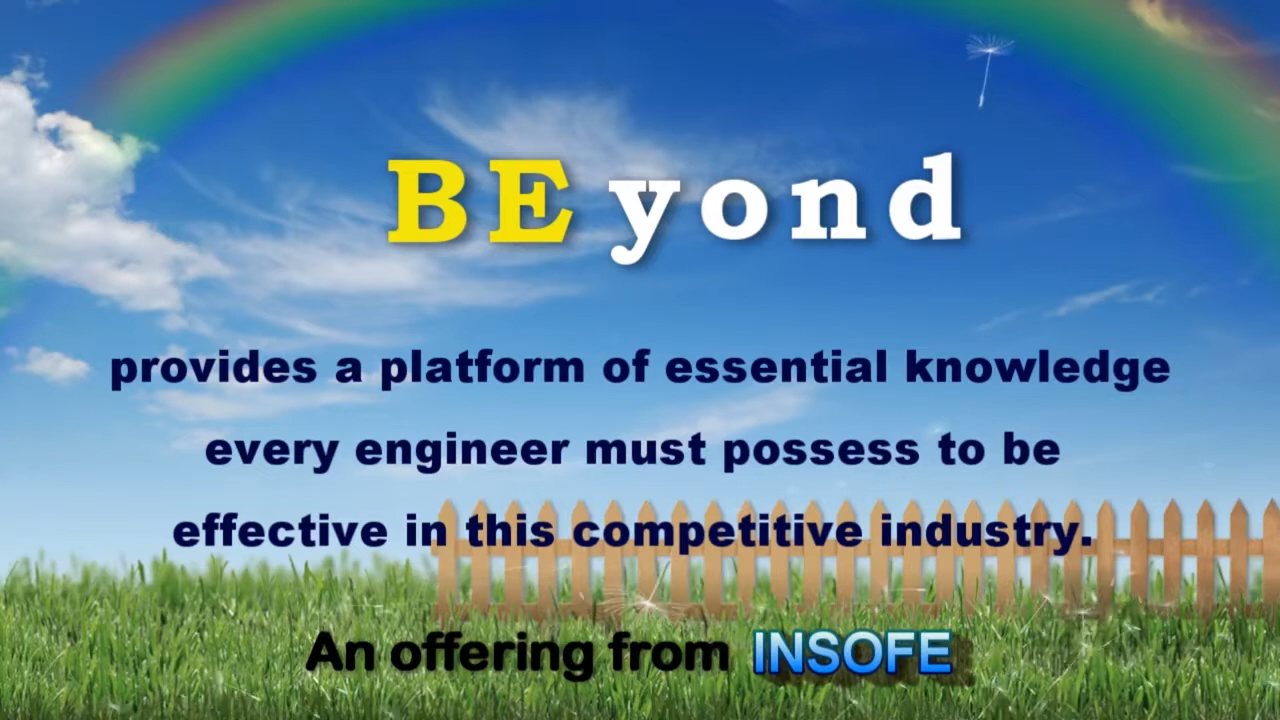 BEyond
provides a platform of essential knowledge
every engineer must possess to be
effective in this competitive industry.
An offering from INSOFE